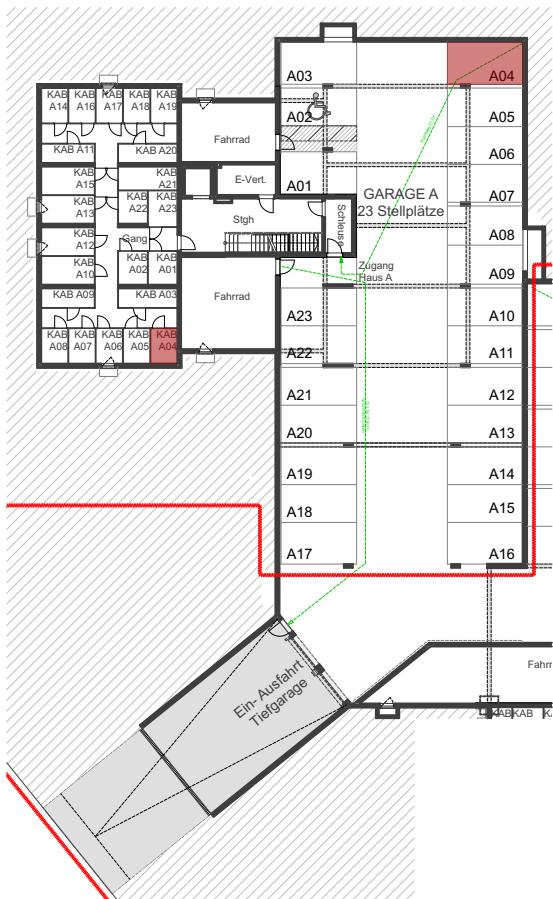 A03
A04
KAB
A14
KAB
A16
KAB
A17
KAB
A18
KAB
A19
A02
A05
Fahrrad
KAB A11
KAB A20
A06
KAB
A15
KAB
A21
E-Vert.
A01
GARAGE A
23 Stellplätze
A07
KAB
A13
KAB
A22
KAB
A23
Stgh
Schleuse
Gang
A08
KAB
A12
KAB
A10
KAB
A02
KAB
A01
Zugang
Haus A
A09
KAB A09
KAB A03
Fahrrad
A23
A10
KAB
A08
KAB
A07
KAB
A06
KAB
A05
KAB
A04
A22
A11
A21
A12
A20
A13
A19
A14
A18
A15
A17
A16
Ein- Ausfahrt
Tiefgarage
Fahrr
KAB
KAB